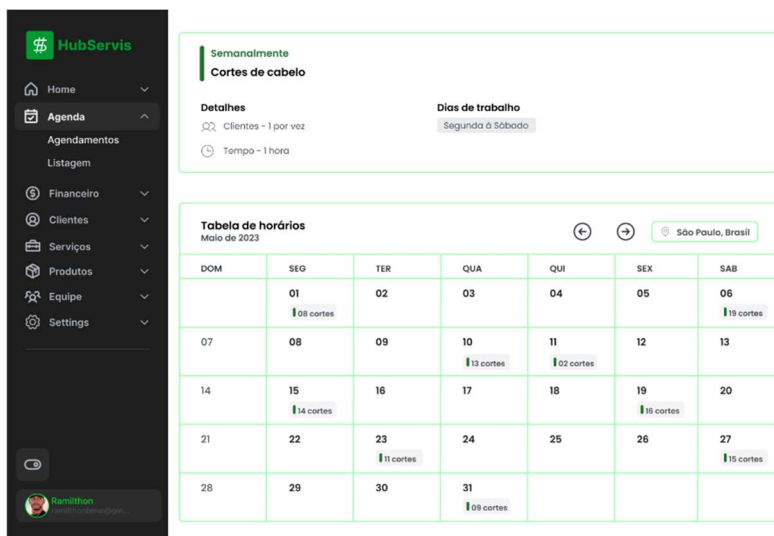 HubServis
Home
Agenda
Agendamentos
Listagem
Financeiro
Clientes
Serviços
Produtos
Equipe
Settings
Ramilthon
Semanalmente
Cortes de cabelo
Detalhes
Clientes - 1 por vez
Tempo - 1 hora
Dias de trabalho
Segunda á Sábado
Tabela de horários
Maio de 2023
São Paulo, Brasil
DOM SEG TER QUA QUI SEX SAB
01 02 03 04 05 06
08 cortes 19 cortes
07 08 09 10 11 12 13
13 cortes 02 cortes
14 15 16 17 18 19 20
14 cortes 16 cortes
21 22 23 24 25 26 27
11 cortes 15 cortes
28 29 30 31
09 cortes